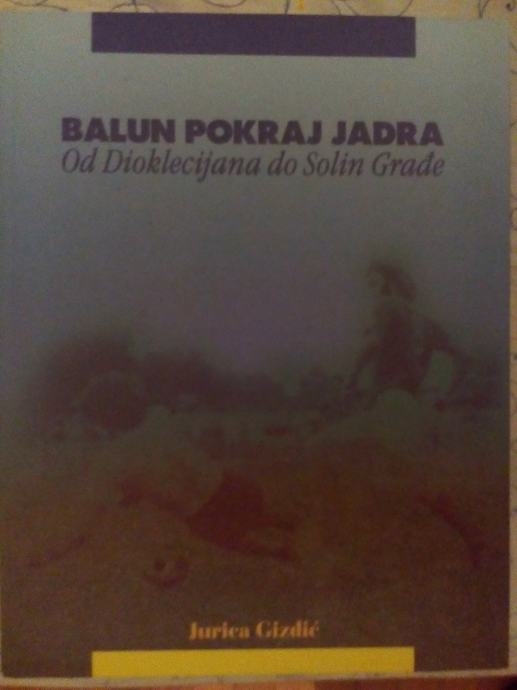 BALUN POKRAJ JADRA
Od Dioklecijana do Solin Građe
Jurica Gizdić